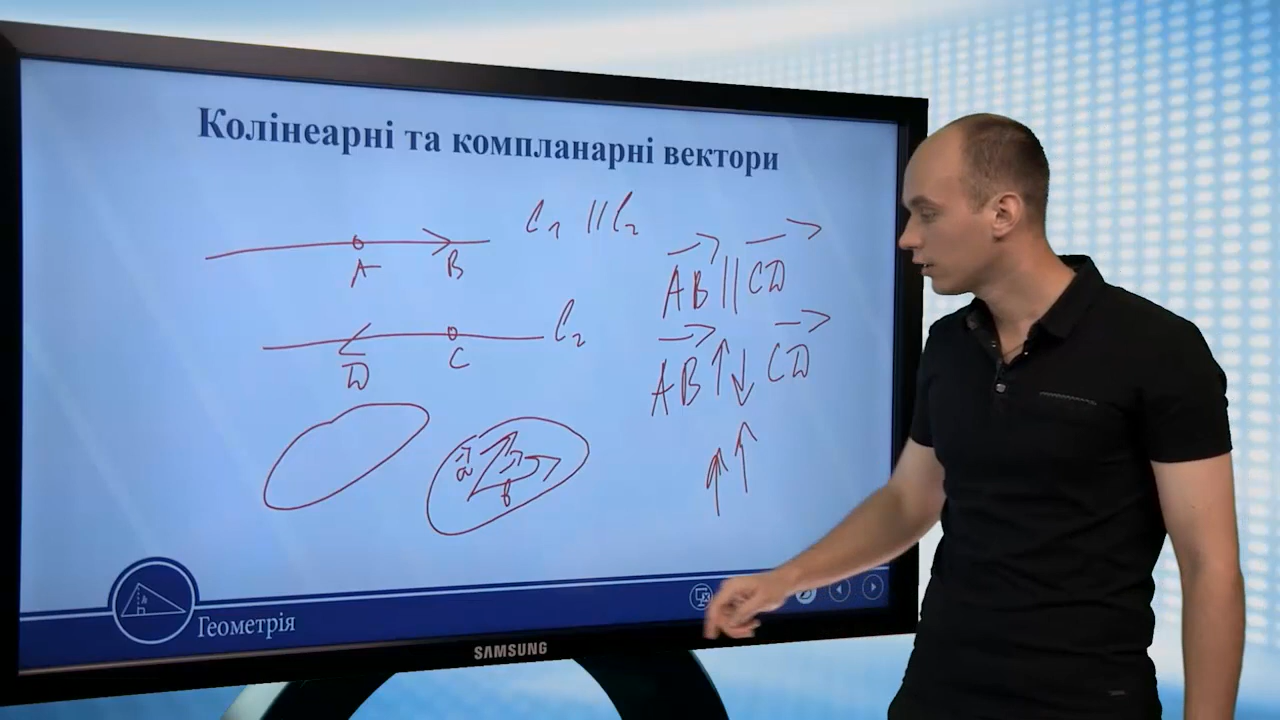 Колінеарні та компланарні вектори
ℓ₁ || ℓ₂
A B
AB || CD
ℓ₂
D C
AB ↑↓ CD
a
b
↑↑
Геометрія
SAMSUNG